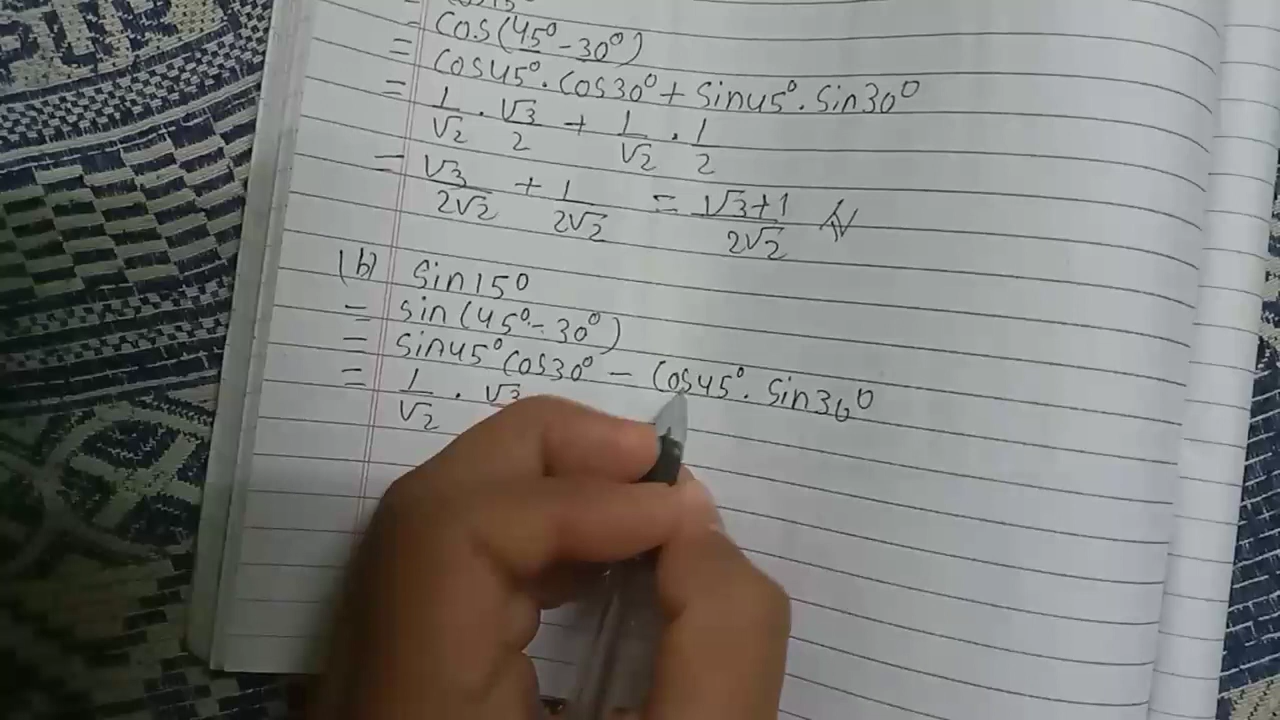 = Cos(45° - 30°)
= Cos45°. Cos30° + Sin45°. Sin30°
= 1/√2 . √3/2 + 1/√2 . 1/2
= √3/2√2 + 1/2√2 = √3+1/2√2
(b) Sin15°
= Sin(45° - 30°)
= Sin45° Cos30° - Cos45°. Sin30°
= 1/√2 . √3